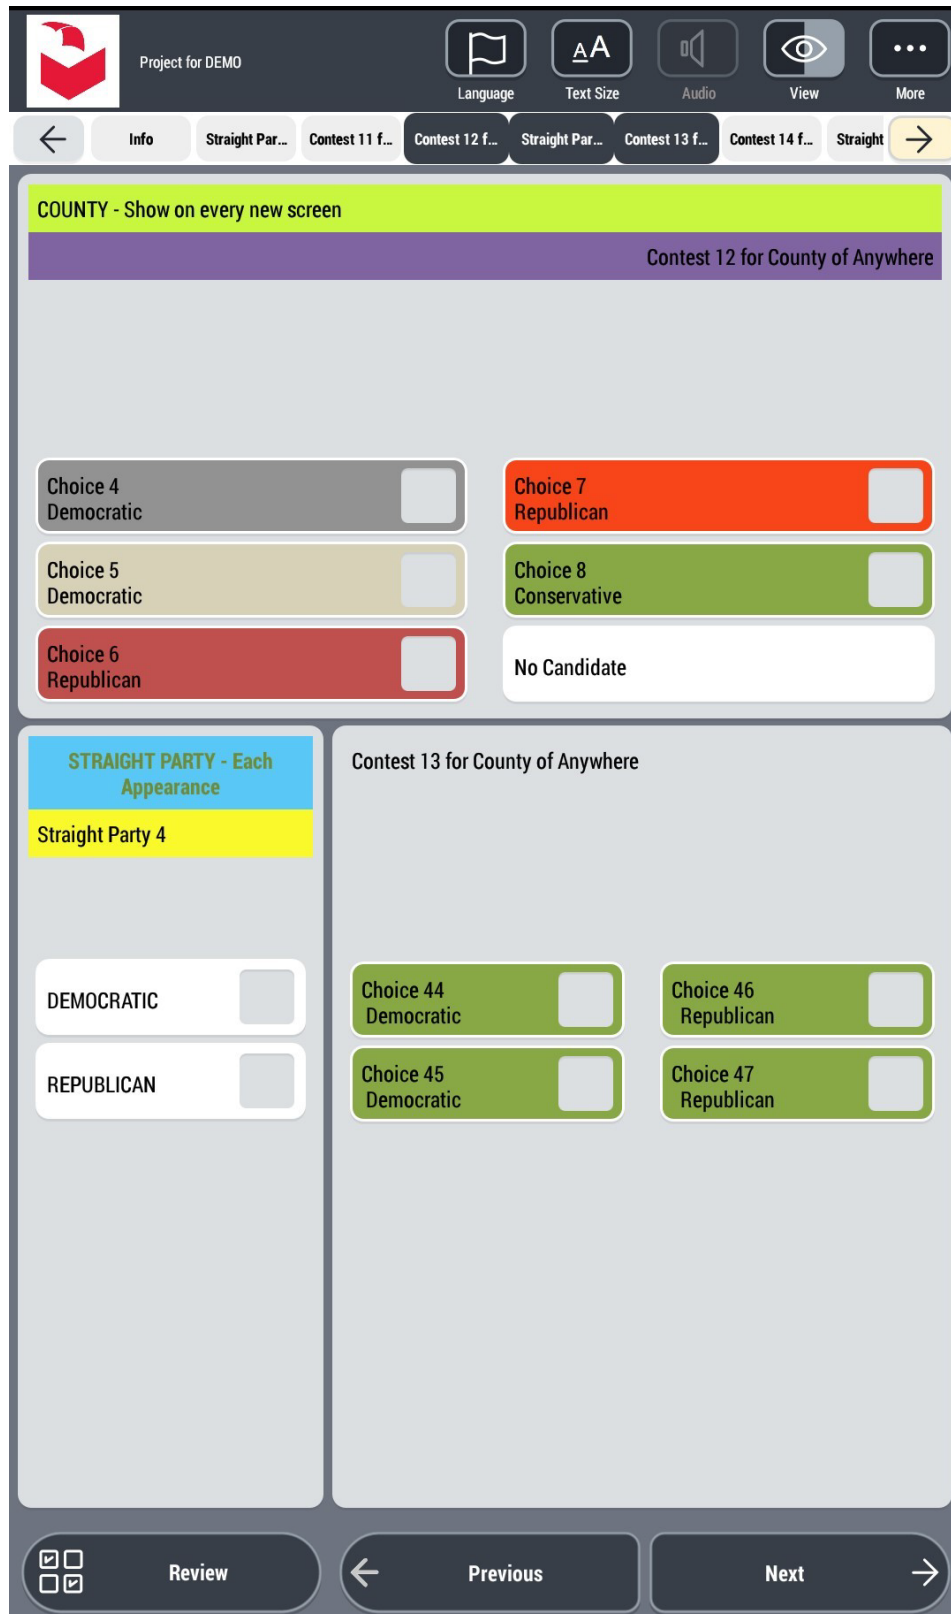 Project for DEMO
AA
Language
Text Size
Audio
View
More
Info
Straight Par...
Contest 11 f...
Contest 12 f...
Straight Par...
Contest 13 f...
Contest 14 f...
Straight
COUNTY - Show on every new screen
Contest 12 for County of Anywhere
Choice 4
Democratic
Choice 5
Democratic
Choice 6
Republican
Choice 7
Republican
Choice 8
Conservative
No Candidate
STRAIGHT PARTY - Each
Appearance
Straight Party 4
DEMOCRATIC
REPUBLICAN
Contest 13 for County of Anywhere
Choice 44
Democratic
Choice 45
Democratic
Choice 46
Republican
Choice 47
Republican
Review
Previous
Next